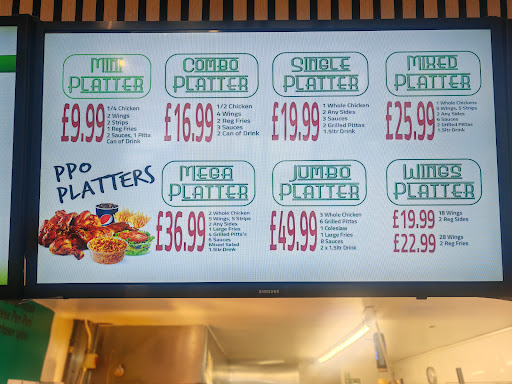 MINI PLATTER
£9.99
1/4 Chicken
2 Wings
2 Strips
1 Reg Fries
2 Sauces, 1 Pitta
Can of Drink
COMBO PLATTER
£16.99
1/2 Chicken
4 Wings
2 Reg Fries
3 Sauces
2 Can of Drink
SINGLE PLATTER
£19.99
1 Whole Chicken
2 Any Sides
3 Sauces
2 Grilled Pittas
1.5ltr Drink
MIXED PLATTER
£25.99
1 Whole Chickens
5 Wings, 5 Strips
2 Any Sides
6 Sauces
2 Grilled Pittas
1.5ltr Drink
PPO
PLATTERS
MEGA PLATTER
£36.99
2 Whole Chicken
5 Wings, 5 Strips
2 Any Sides
1 Large Fries
4 Grilled Pitta's
6 Sauces
Mixed Salad
1.5ltr Drink
JUMBO PLATTER
£49.99
3 Whole Chicken
6 Grilled Pittas
1 Coleslaw
1 Large Fries
8 Sauces
2 x 1.5ltr Drink
WINGS PLATTER
£19.99
18 Wings
2 Reg Sides
£22.99
28 Wings
2 Reg Fries
SAMSUNG